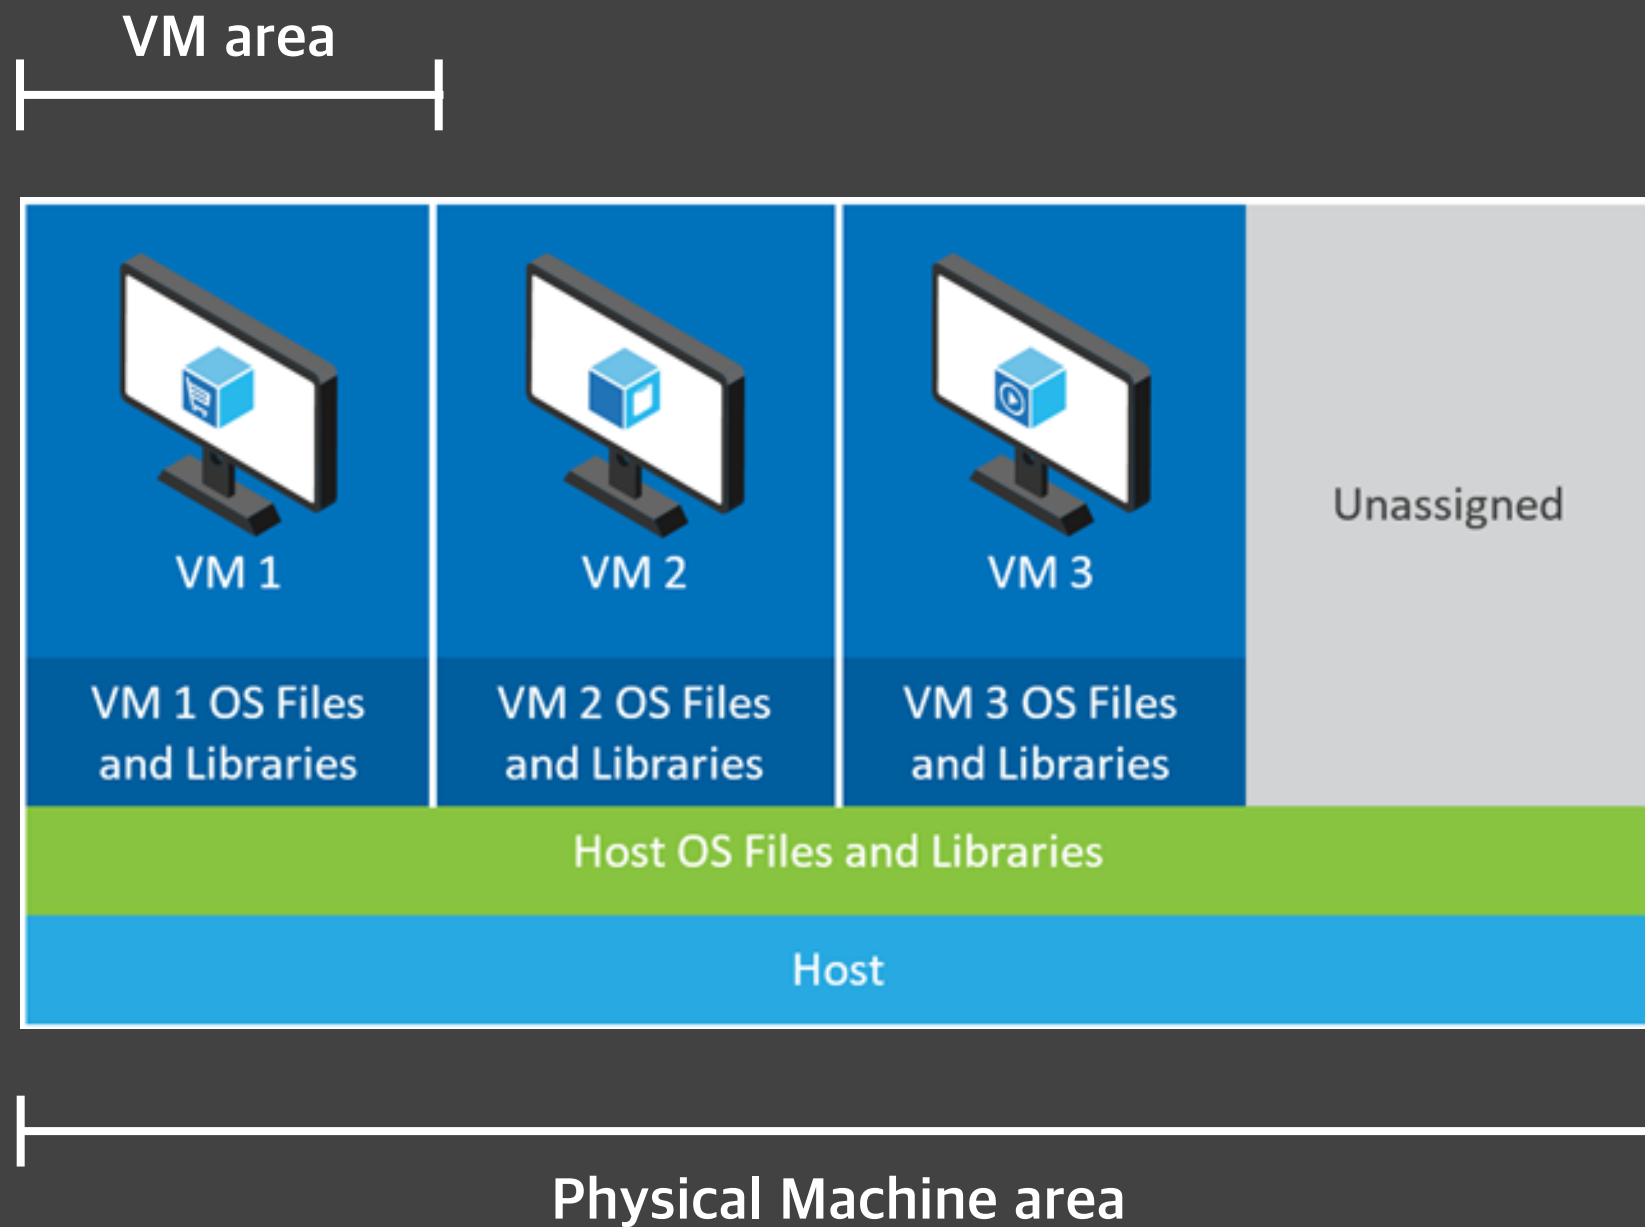 VM area
VM 1
VM 2
VM 3
Unassigned
VM 1 OS Files
and Libraries
VM 2 OS Files
and Libraries
VM 3 OS Files
and Libraries
Host OS Files and Libraries
Host
Physical Machine area